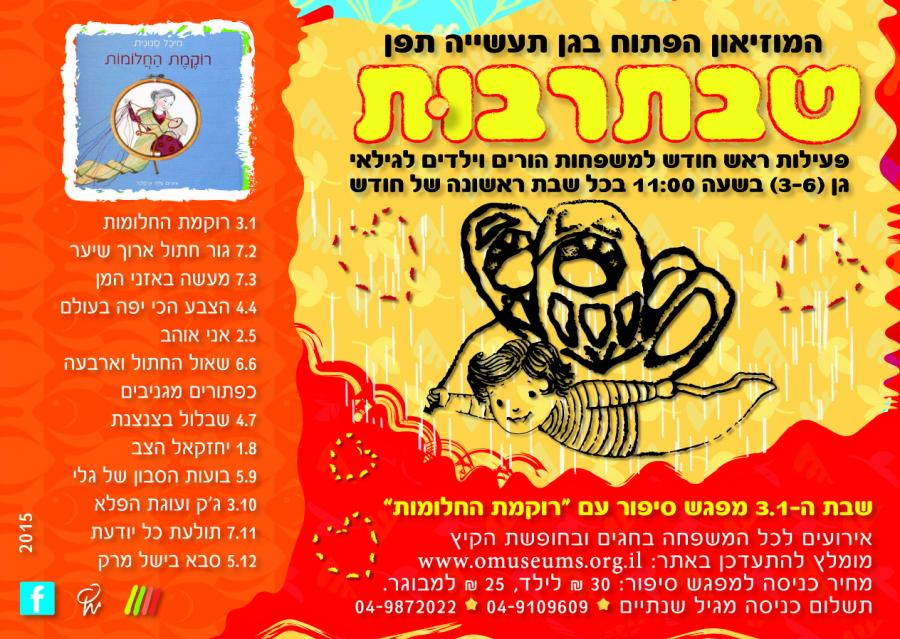 המוזיאון הפתוח בגן תעשייה תפן
שבתרבות
פעילות ראש חודש למשפחות הורים וילדים לגילאי
גן (3-6) בשעה 11:00 בכל שבת ראשונה של חודש
מיכל סנונית
רוֹקֶמֶת הַחֲלוֹמוֹת
3.1 רוקמת החלומות
7.2 גור חתול ארוך שיער
7.3 מעשה באזני המן
4.4 הצבע הכי יפה בעולם
2.5 אני אוהב
6.6 שאול החתול וארבעה
כפתורים מגניבים
4.7 שבלול בצנצנת
1.8 יחזקאל הצב
5.9 בועות הסבון של גלי
3.10 ג'ק ועוגת הפלא
7.11 תולעת כל יודעת
5.12 סבא בישל מרק
2015
f
שבת ה-3.1 מפגש סיפור עם "רוקמת החלומות"
אירועים לכל המשפחה בחגים ובחופשת הקיץ
מומלץ להתעדכן באתר: www.omuseums.org.il
מחיר כניסה למפגש סיפור: 30 ₪ לילד, 25 ₪ למבוגר.
תשלום כניסה מגיל שנתיים ★ 04-9109609 ★ 04-9872022